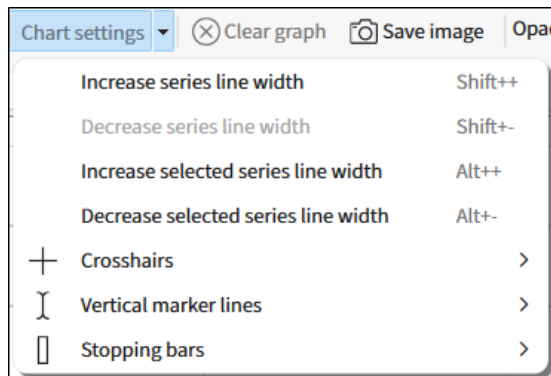 Chart settings Clear graph Save image Opa
Increase series line width Shift++
Decrease series line width Shift+-
Increase selected series line width Alt++
Decrease selected series line width Alt+-
Crosshairs
Vertical marker lines
Stopping bars